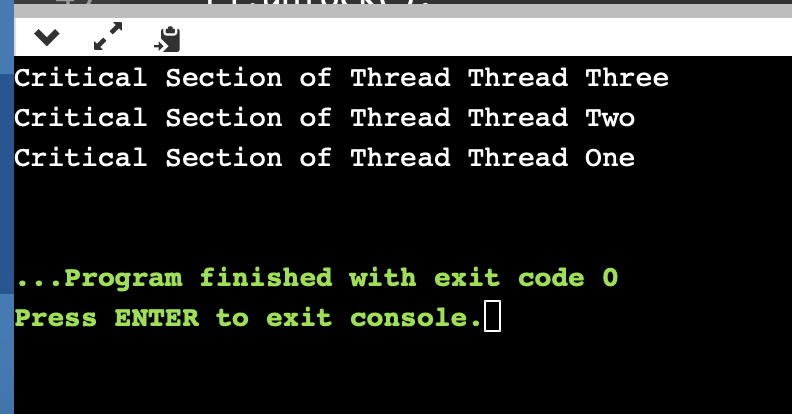 Critical Section of Thread Thread Three
Critical Section of Thread Thread Two
Critical Section of Thread Thread One
...Program finished with exit code 0
Press ENTER to exit console.